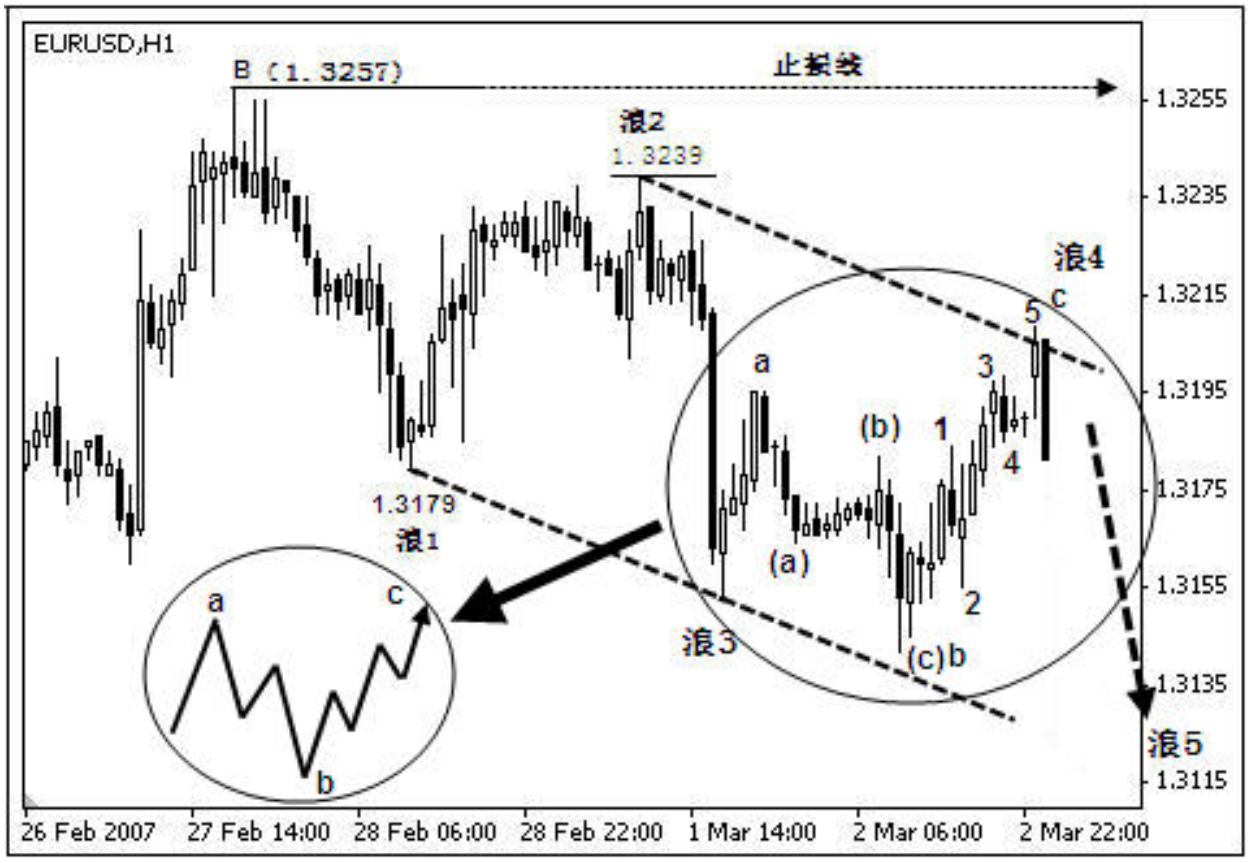 EURUSD,H1
B (1.3257)
止损线
1.3255
浪2
1.3239
1.3235
浪4
1.3215
5 c
a
3
1.3195
(b) 1
4
1.3179
1.3175
浪1
(a)
1.3155
2
a
c
浪3
(c) b
1.3135
浪5
b
1.3115
26 Feb 2007
27 Feb 14:00
28 Feb 06:00
28 Feb 22:00
1 Mar 14:00
2 Mar 06:00
2 Mar 22:00